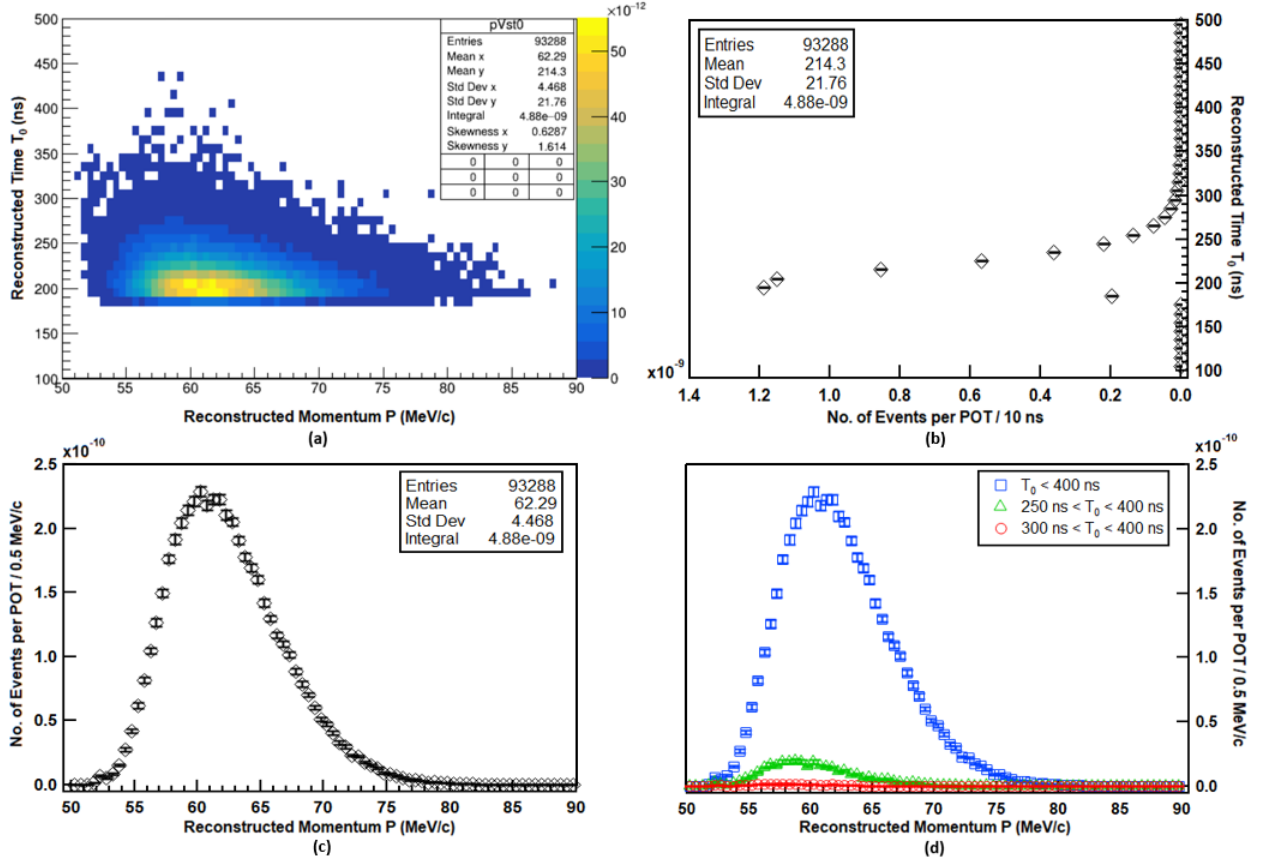 ×10⁻¹²
pVst0
Entries 93288
Mean x 62.29
Mean y 214.3
Std Dev x 4.468
Std Dev y 21.76
Integral 4.88e−09
Skewness x 0.6287
Skewness y 1.614
0 0 0
0 0 0
0 0 0
500
450
400
350
300
250
200
150
100
Reconstructed Time T₀ (ns)
50 55 60 65 70 75 80 85 90
Reconstructed Momentum P (MeV/c)
50
40
30
20
10
0
(a)
Entries 93288
Mean 214.3
Std Dev 21.76
Integral 4.88e-09
500
400
300
200
100
Reconstructed Time T₀ (ns)
x10⁻⁹
1.4 1.2 1.0 0.8 0.6 0.4 0.2 0.0
No. of Events per POT / 10 ns
(b)
x10⁻¹⁰
2.5
2.0
1.5
1.0
0.5
0.0
No. of Events per POT / 0.5 MeV/c
Entries 93288
Mean 62.29
Std Dev 4.468
Integral 4.88e-09
50 55 60 65 70 75 80 85 90
Reconstructed Momentum P (MeV/c)
(c)
x10⁻¹⁰
2.5
2.0
1.5
1.0
0.5
0.0
No. of Events per POT / 0.5 MeV/c
T₀ < 400 ns
250 ns < T₀ < 400 ns
300 ns < T₀ < 400 ns
50 55 60 65 70 75 80 85 90
Reconstructed Momentum P (MeV/c)
(d)